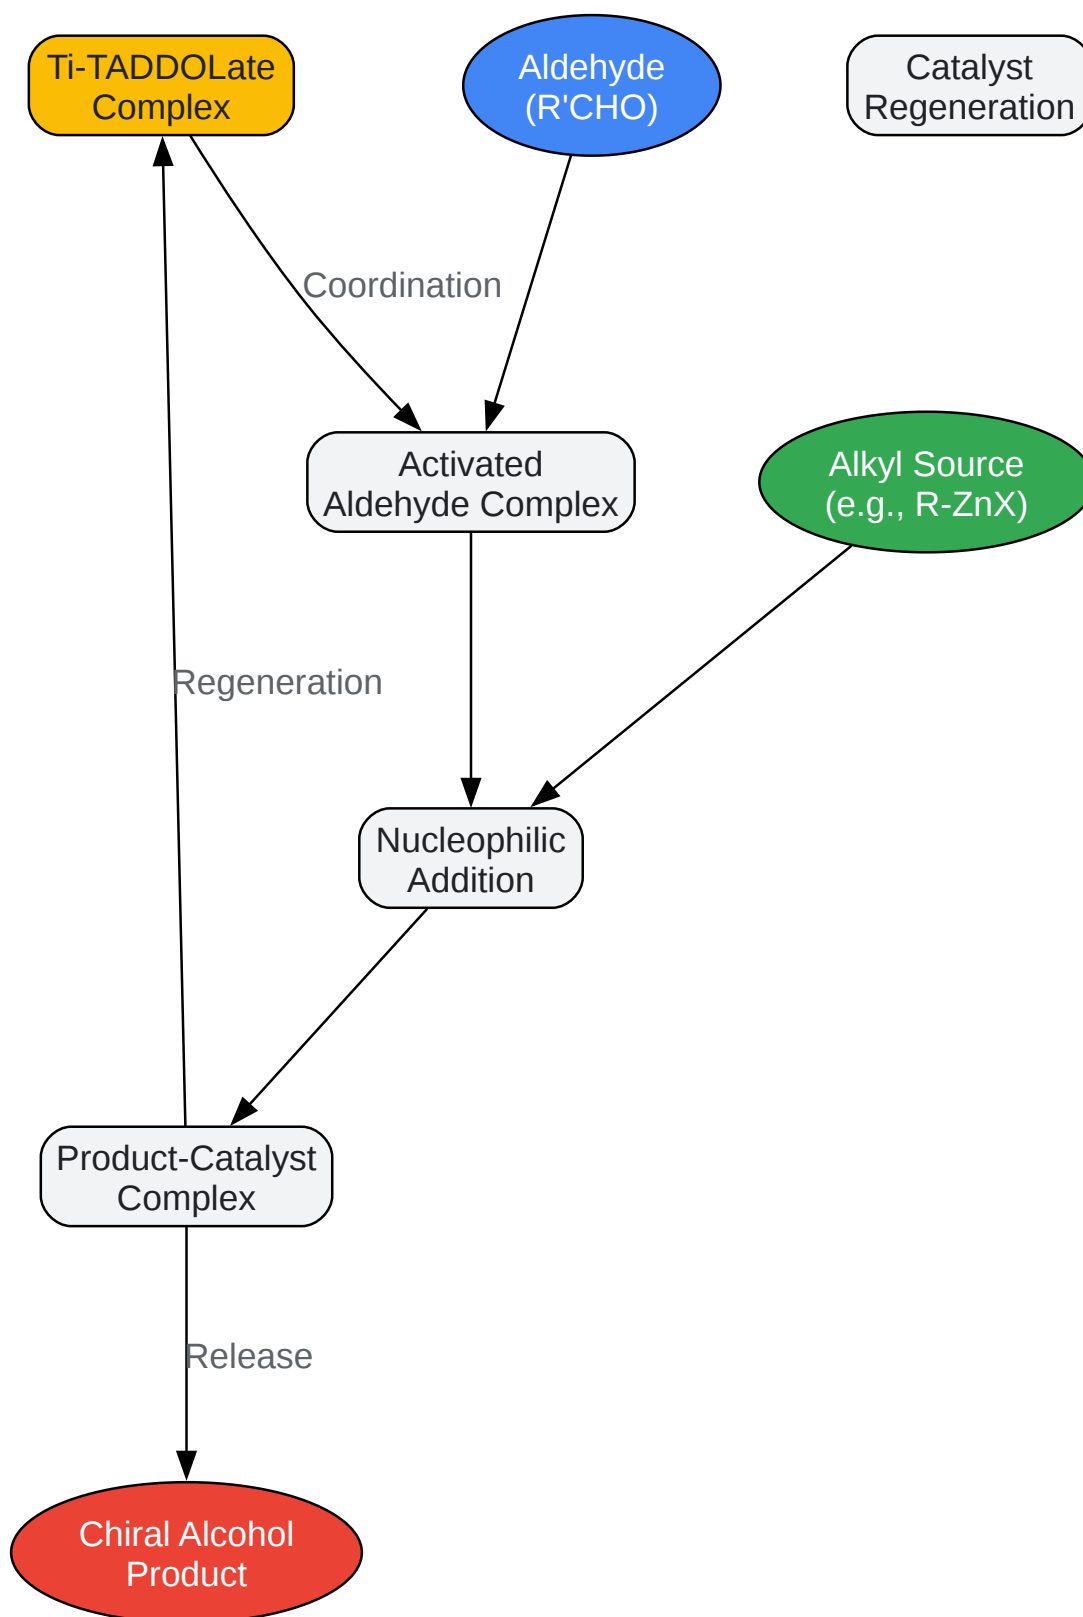 Ti-TADDOLate
Complex
Aldehyde
(R'CHO)
Catalyst
Regeneration
Coordination
Activated
Aldehyde Complex
Alkyl Source
(e.g., R-ZnX)
Regeneration
Nucleophilic
Addition
Product-Catalyst
Complex
Release
Chiral Alcohol
Product